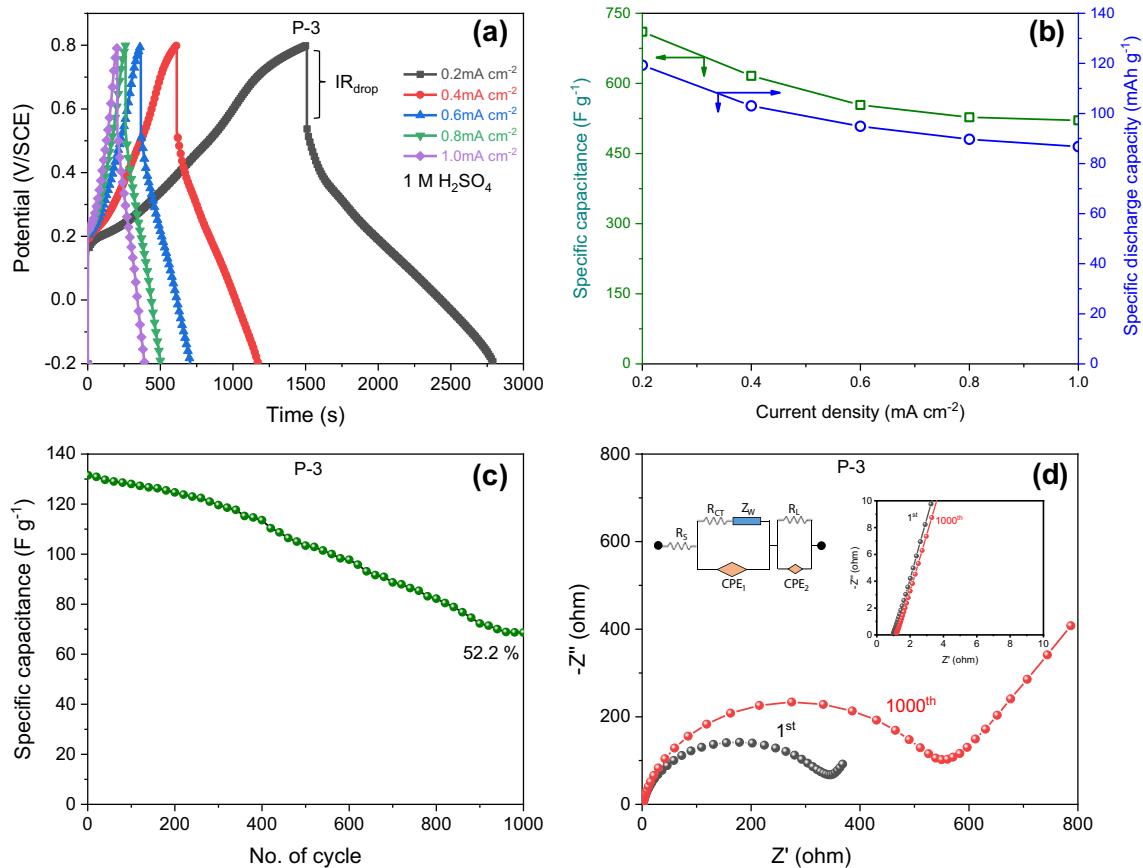 P-3
(a)
IR_drop
0.2mA cm⁻²
0.4mA cm⁻²
0.6mA cm⁻²
0.8mA cm⁻²
1.0mA cm⁻²
1 M H₂SO₄
Potential (V/SCE)
0.8
0.6
0.4
0.2
0.0
-0.2
0 500 1000 1500 2000 2500 3000
Time (s)
(b)
Specific capacitance (F g⁻¹)
750
600
450
300
150
0
Specific discharge capacity (mAh g⁻¹)
140
120
100
80
60
40
20
0
0.2 0.4 0.6 0.8 1.0
Current density (mA cm⁻²)
P-3
(c)
Specific capacitance (F g⁻¹)
140
120
100
80
60
40
20
0
52.2 %
0 200 400 600 800 1000
No. of cycle
P-3
(d)
-Z" (ohm)
800
600
400
200
0
R_S
R_CT
Z_W
R_L
CPE₁
CPE₂
1ˢᵗ
1000ᵗʰ
-Z" (ohm)
10
8
6
4
2
0
0 2 4 6 8 10
Z' (ohm)
1000ᵗʰ
1ˢᵗ
0 200 400 600 800
Z' (ohm)